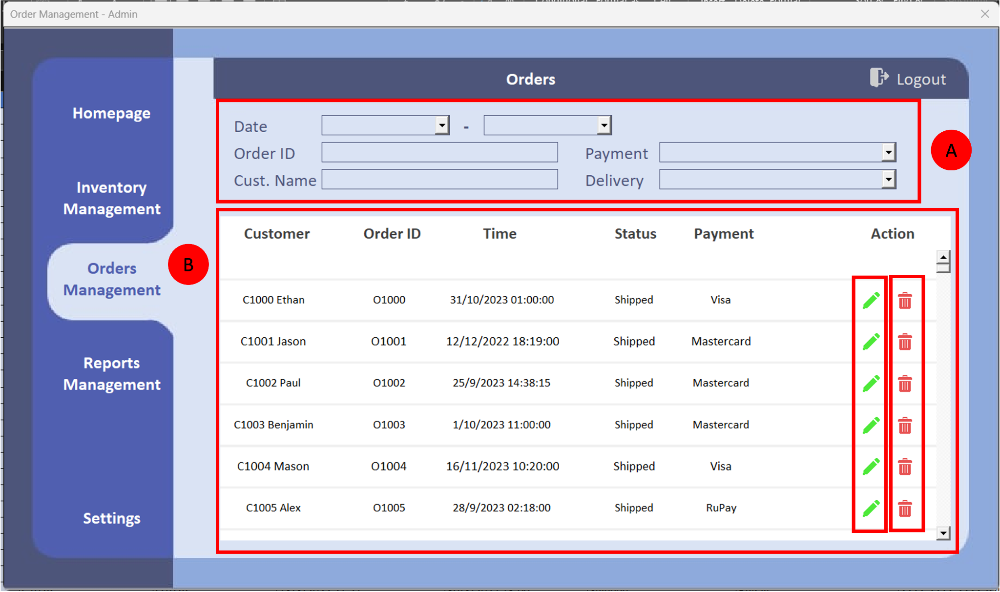 Order Management - Admin
Orders
Logout
Homepage
Inventory
Management
Orders
Management
Reports
Management
Settings
Date -
Order ID Payment
Cust. Name Delivery
A
B
Customer Order ID Time Status Payment Action
C1000 Ethan O1000 31/10/2023 01:00:00 Shipped Visa
C1001 Jason O1001 12/12/2022 18:19:00 Shipped Mastercard
C1002 Paul O1002 25/9/2023 14:38:15 Shipped Mastercard
C1003 Benjamin O1003 1/10/2023 11:00:00 Shipped Mastercard
C1004 Mason O1004 16/11/2023 10:20:00 Shipped Visa
C1005 Alex O1005 28/9/2023 02:18:00 Shipped RuPay